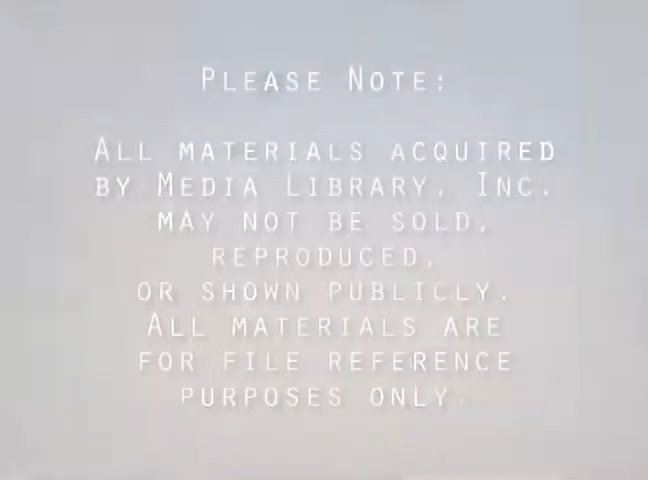 PLEASE NOTE:
ALL MATERIALS ACQUIRED
BY MEDIA LIBRARY, INC.
MAY NOT BE SOLD,
REPRODUCED,
OR SHOWN PUBLICLY.
ALL MATERIALS ARE
FOR FILE REFERENCE
PURPOSES ONLY.